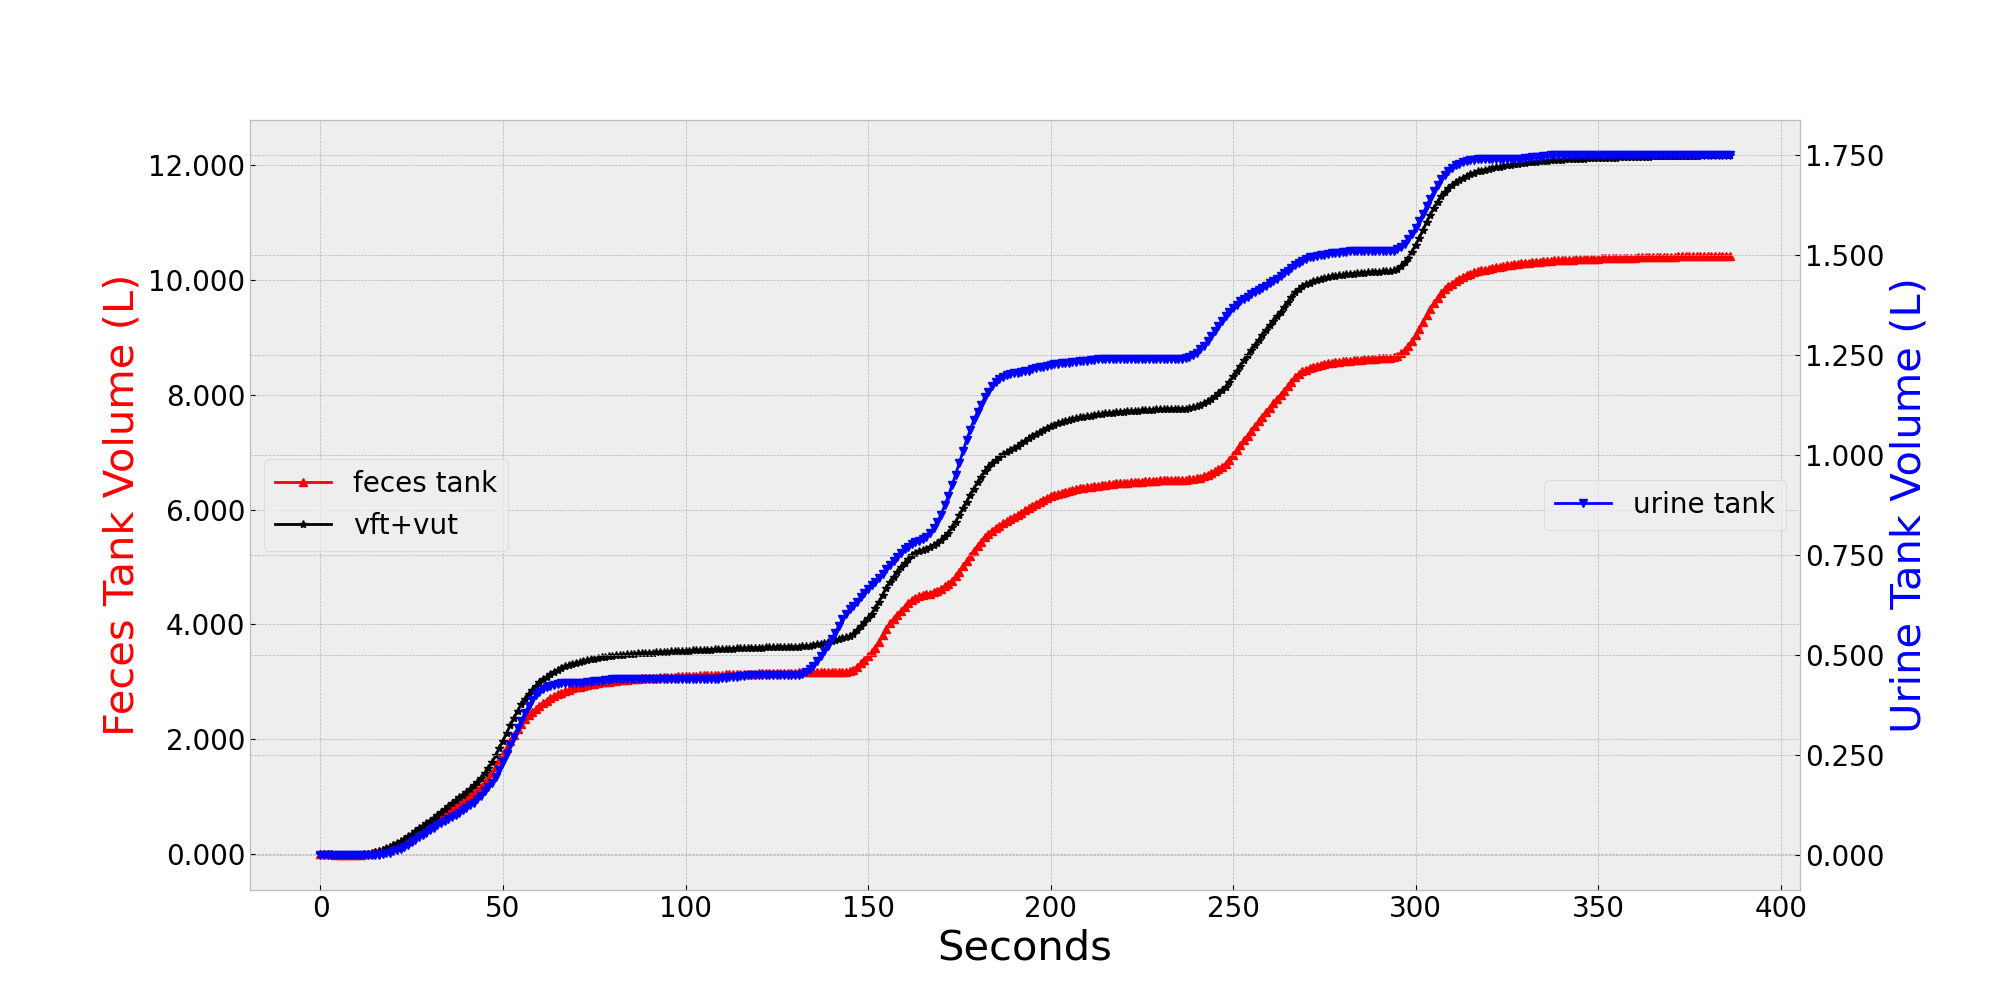 Feces Tank Volume (L)
12.000
10.000
8.000
6.000
4.000
2.000
0.000
feces tank
vft+vut
urine tank
1.750
1.500
1.250
1.000
0.750
0.500
0.250
0.000
Urine Tank Volume (L)
0 50 100 150 200 250 300 350 400
Seconds